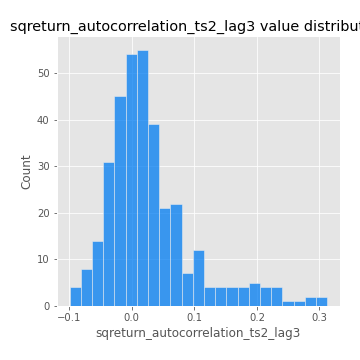 sqreturn_autocorrelation_ts2_lag3 value distribut
50
40
30
20
10
0
Count
−0.1 0.0 0.1 0.2 0.3
sqreturn_autocorrelation_ts2_lag3